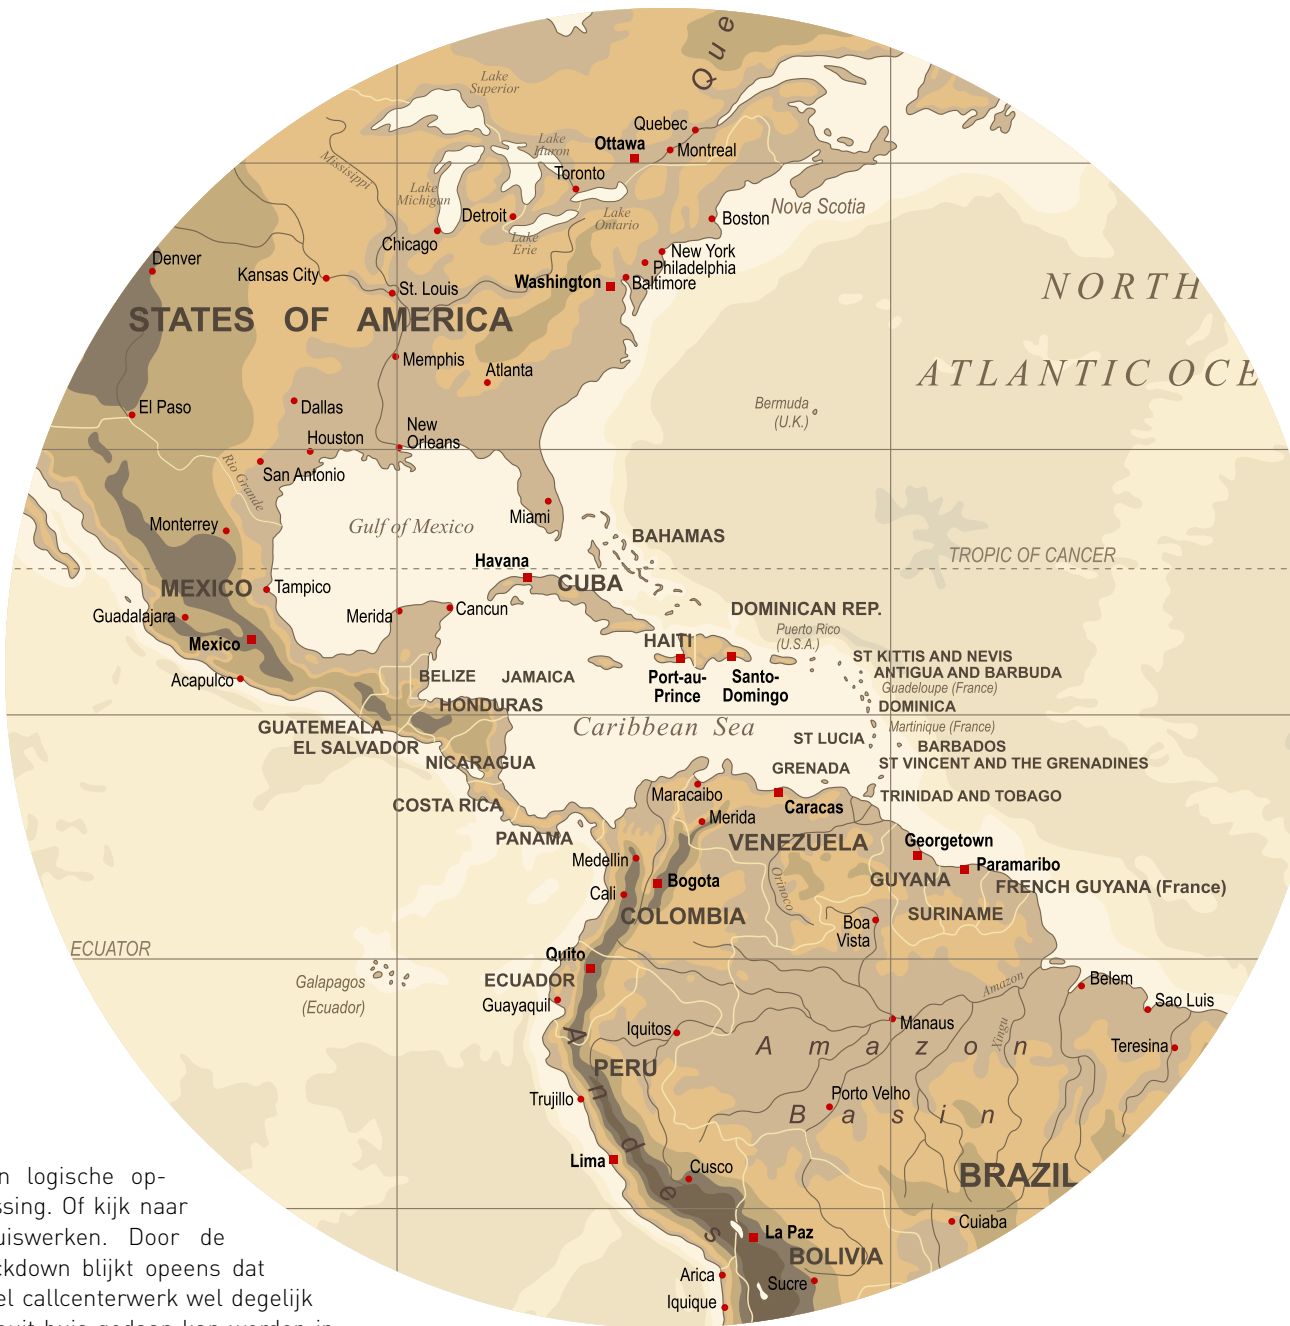 Que
Lake
Superior
Quebec
Ottawa
Montreal
Lake
Huron
Mississippi
Toronto
Lake
Michigan
Nova Scotia
Detroit
Lake
Ontario
Boston
Chicago
Lake
Erie
New York
Denver
Philadelphia
Kansas City
Washington
Baltimore
St. Louis
NORTH
STATES OF AMERICA
Memphis
Atlanta
ATLANTIC OCE
El Paso
Dallas
Bermuda
(U.K.)
New
Orleans
Houston
San Antonio
Rio Grande
Miami
Monterrey
Gulf of Mexico
BAHAMAS
TROPIC OF CANCER
Havana
CUBA
MEXICO
Tampico
Guadalajara
Merida
Cancun
DOMINICAN REP.
Mexico
HAITI
Puerto Rico
(U.S.A.)
ST KITTIS AND NEVIS
ANTIGUA AND BARBUDA
Acapulco
BELIZE
JAMAICA
Port-au-
Prince
Santo-
Domingo
Guadeloupe (France)
DOMINICA
HONDURAS
GUATEMEALA
Caribbean Sea
Martinique (France)
EL SALVADOR
ST LUCIA
BARBADOS
NICARAGUA
GRENADA
ST VINCENT AND THE GRENADINES
Maracaibo
COSTA RICA
Caracas
TRINIDAD AND TOBAGO
Merida
PANAMA
VENEZUELA
Georgetown
Medellin
Paramaribo
Bogota
Orinoco
GUYANA
FRENCH GUYANA (France)
Cali
COLOMBIA
SURINAME
Boa
Vista
ECUATOR
Quito
Galapagos
(Ecuador)
ECUADOR
Guayaquil
Amazon
Belem
Sao Luis
Iquitos
Manaus
Xingu
Teresina
Amazon
PERU
Andes
Trujillo
Porto Velho
Basin
Lima
Cusco
BRAZIL
Cuiaba
La Paz
BOLIVIA
Arica
Sucre
Iquique
n logische op-
ssing. Of kijk naar
uiswerken. Door de
ckdown blijkt opeens dat
el callcenterwerk wel degelijk